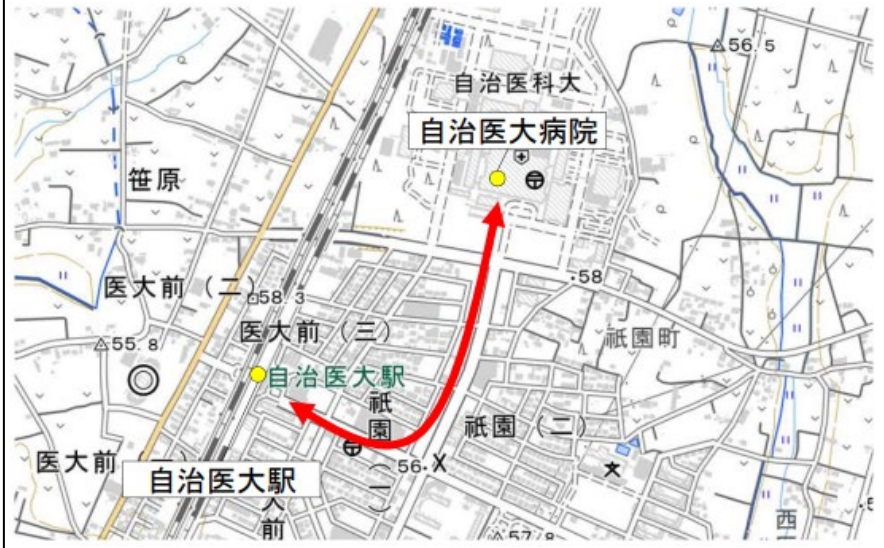 56.5
自治医科大
自治医大病院
笹原
58
医大前(二)
58.3
医大前(三)
祇園町
55.8
自治医大駅
祇園(一)
祇園(二)
医大前
56.
自治医大駅
前
57.8
西
5